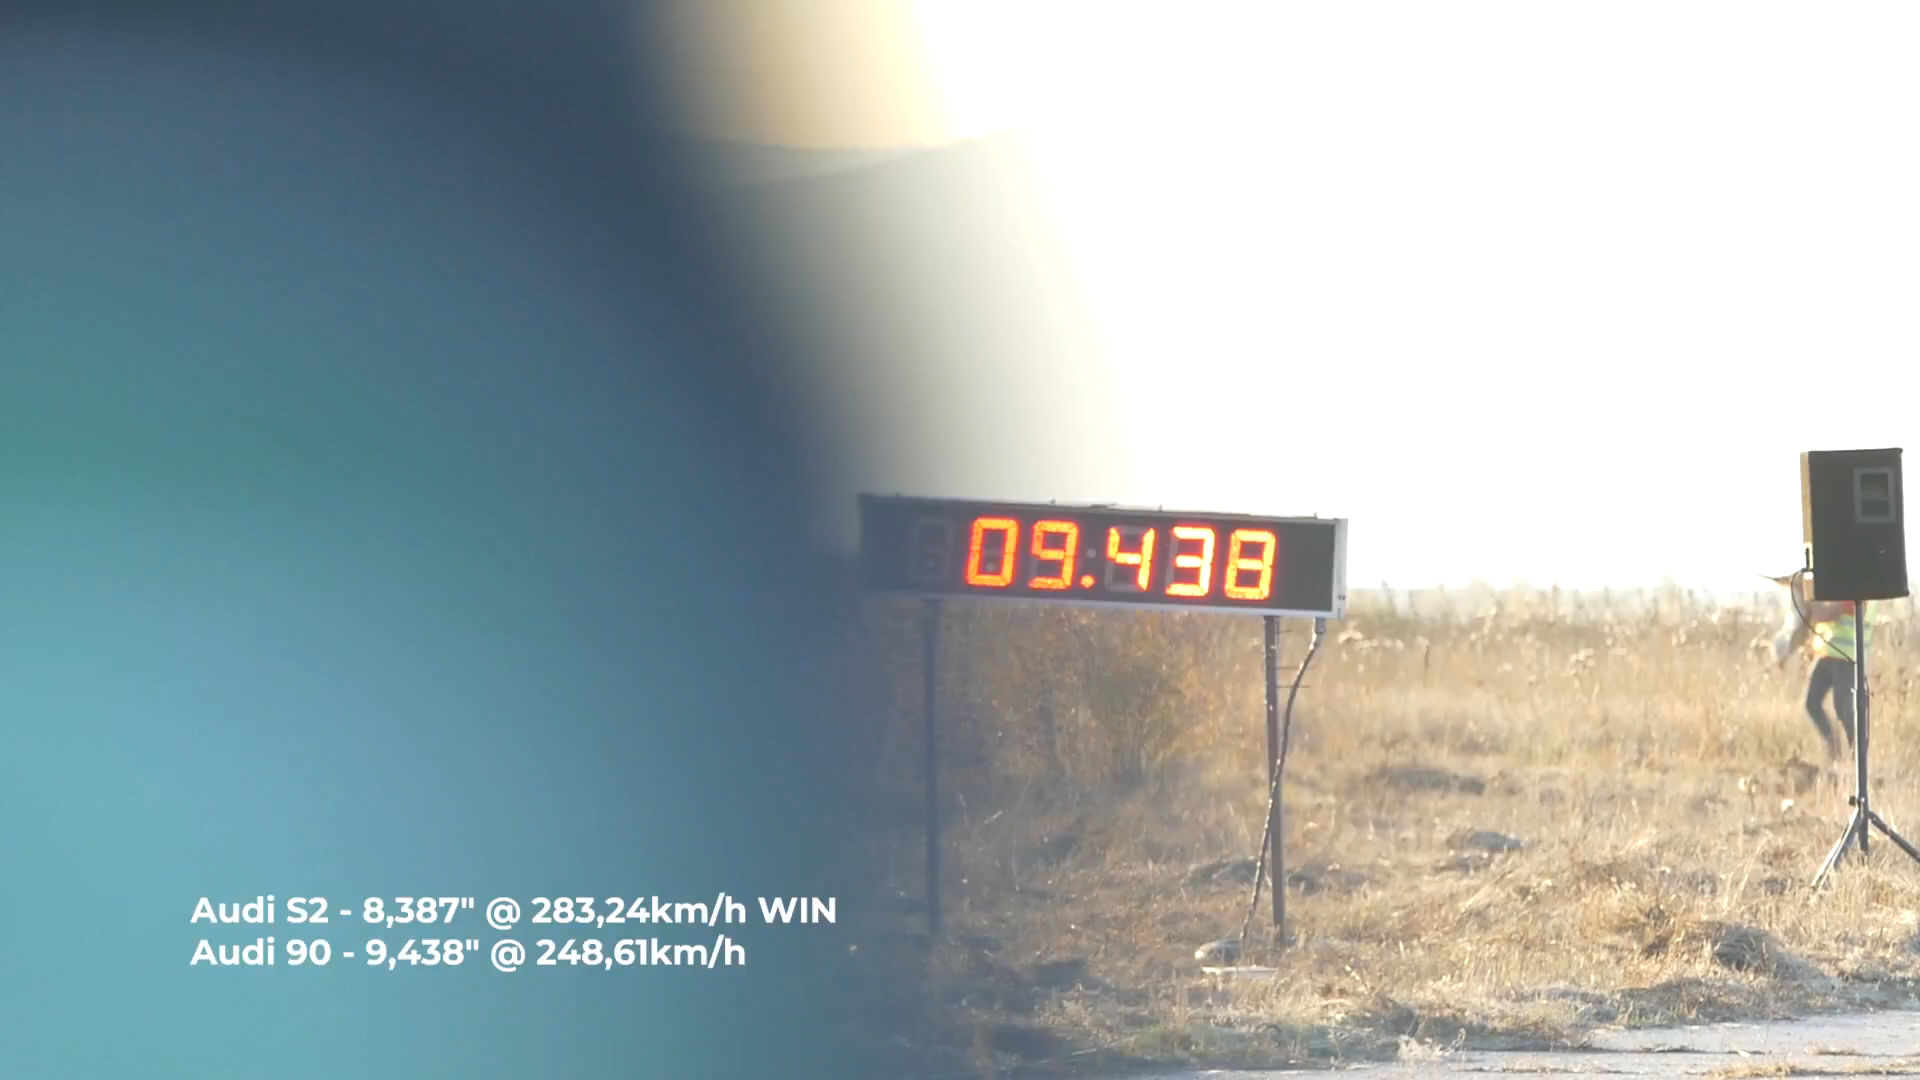 09.438
Audi S2 - 8,387" @ 283,24km/h WIN
Audi 90 - 9,438" @ 248,61km/h